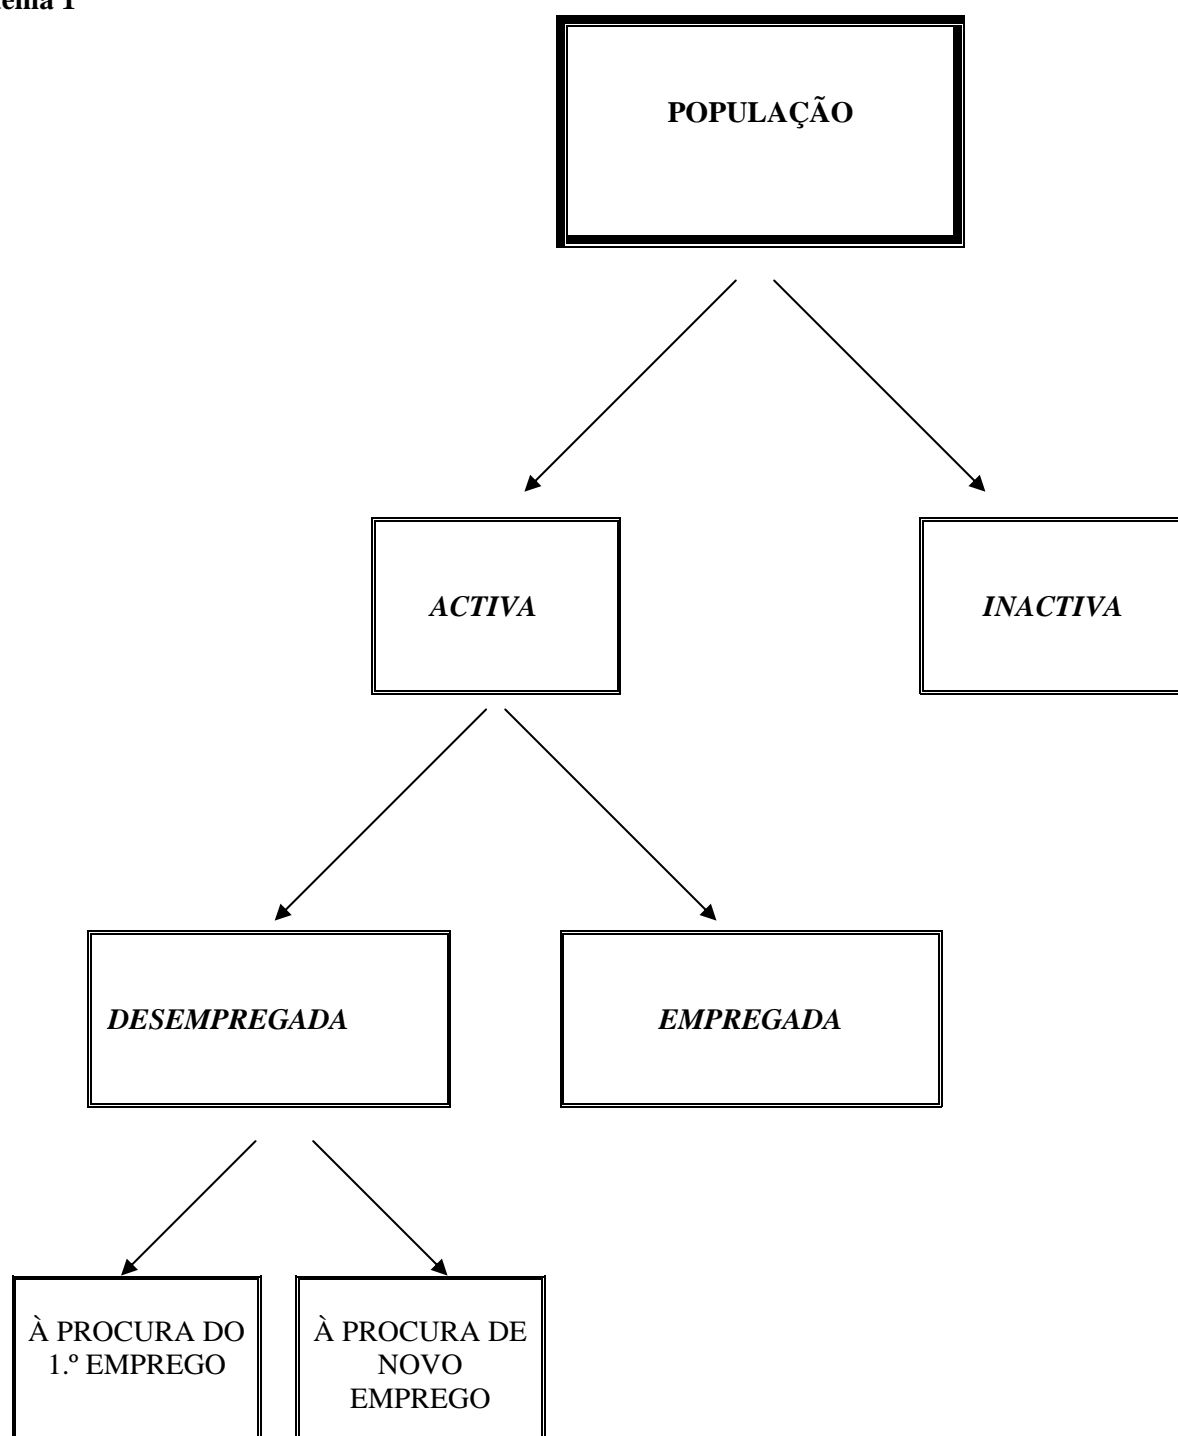 POPULAÇÃO
ACTIVA
INACTIVA
DESEMPREGADA
EMPREGADA
À PROCURA DO
1.º EMPREGO
À PROCURA DE
NOVO
EMPREGO